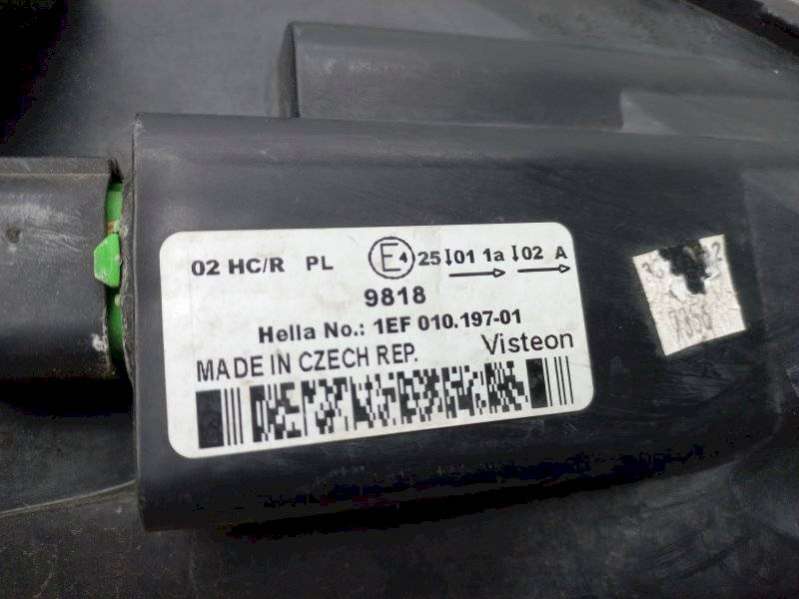 02 HC/R PL E4 25 ↓01 1a ↓02 A
9818
Hella No.: 1EF 010.197-01
MADE IN CZECH REP. Visteon